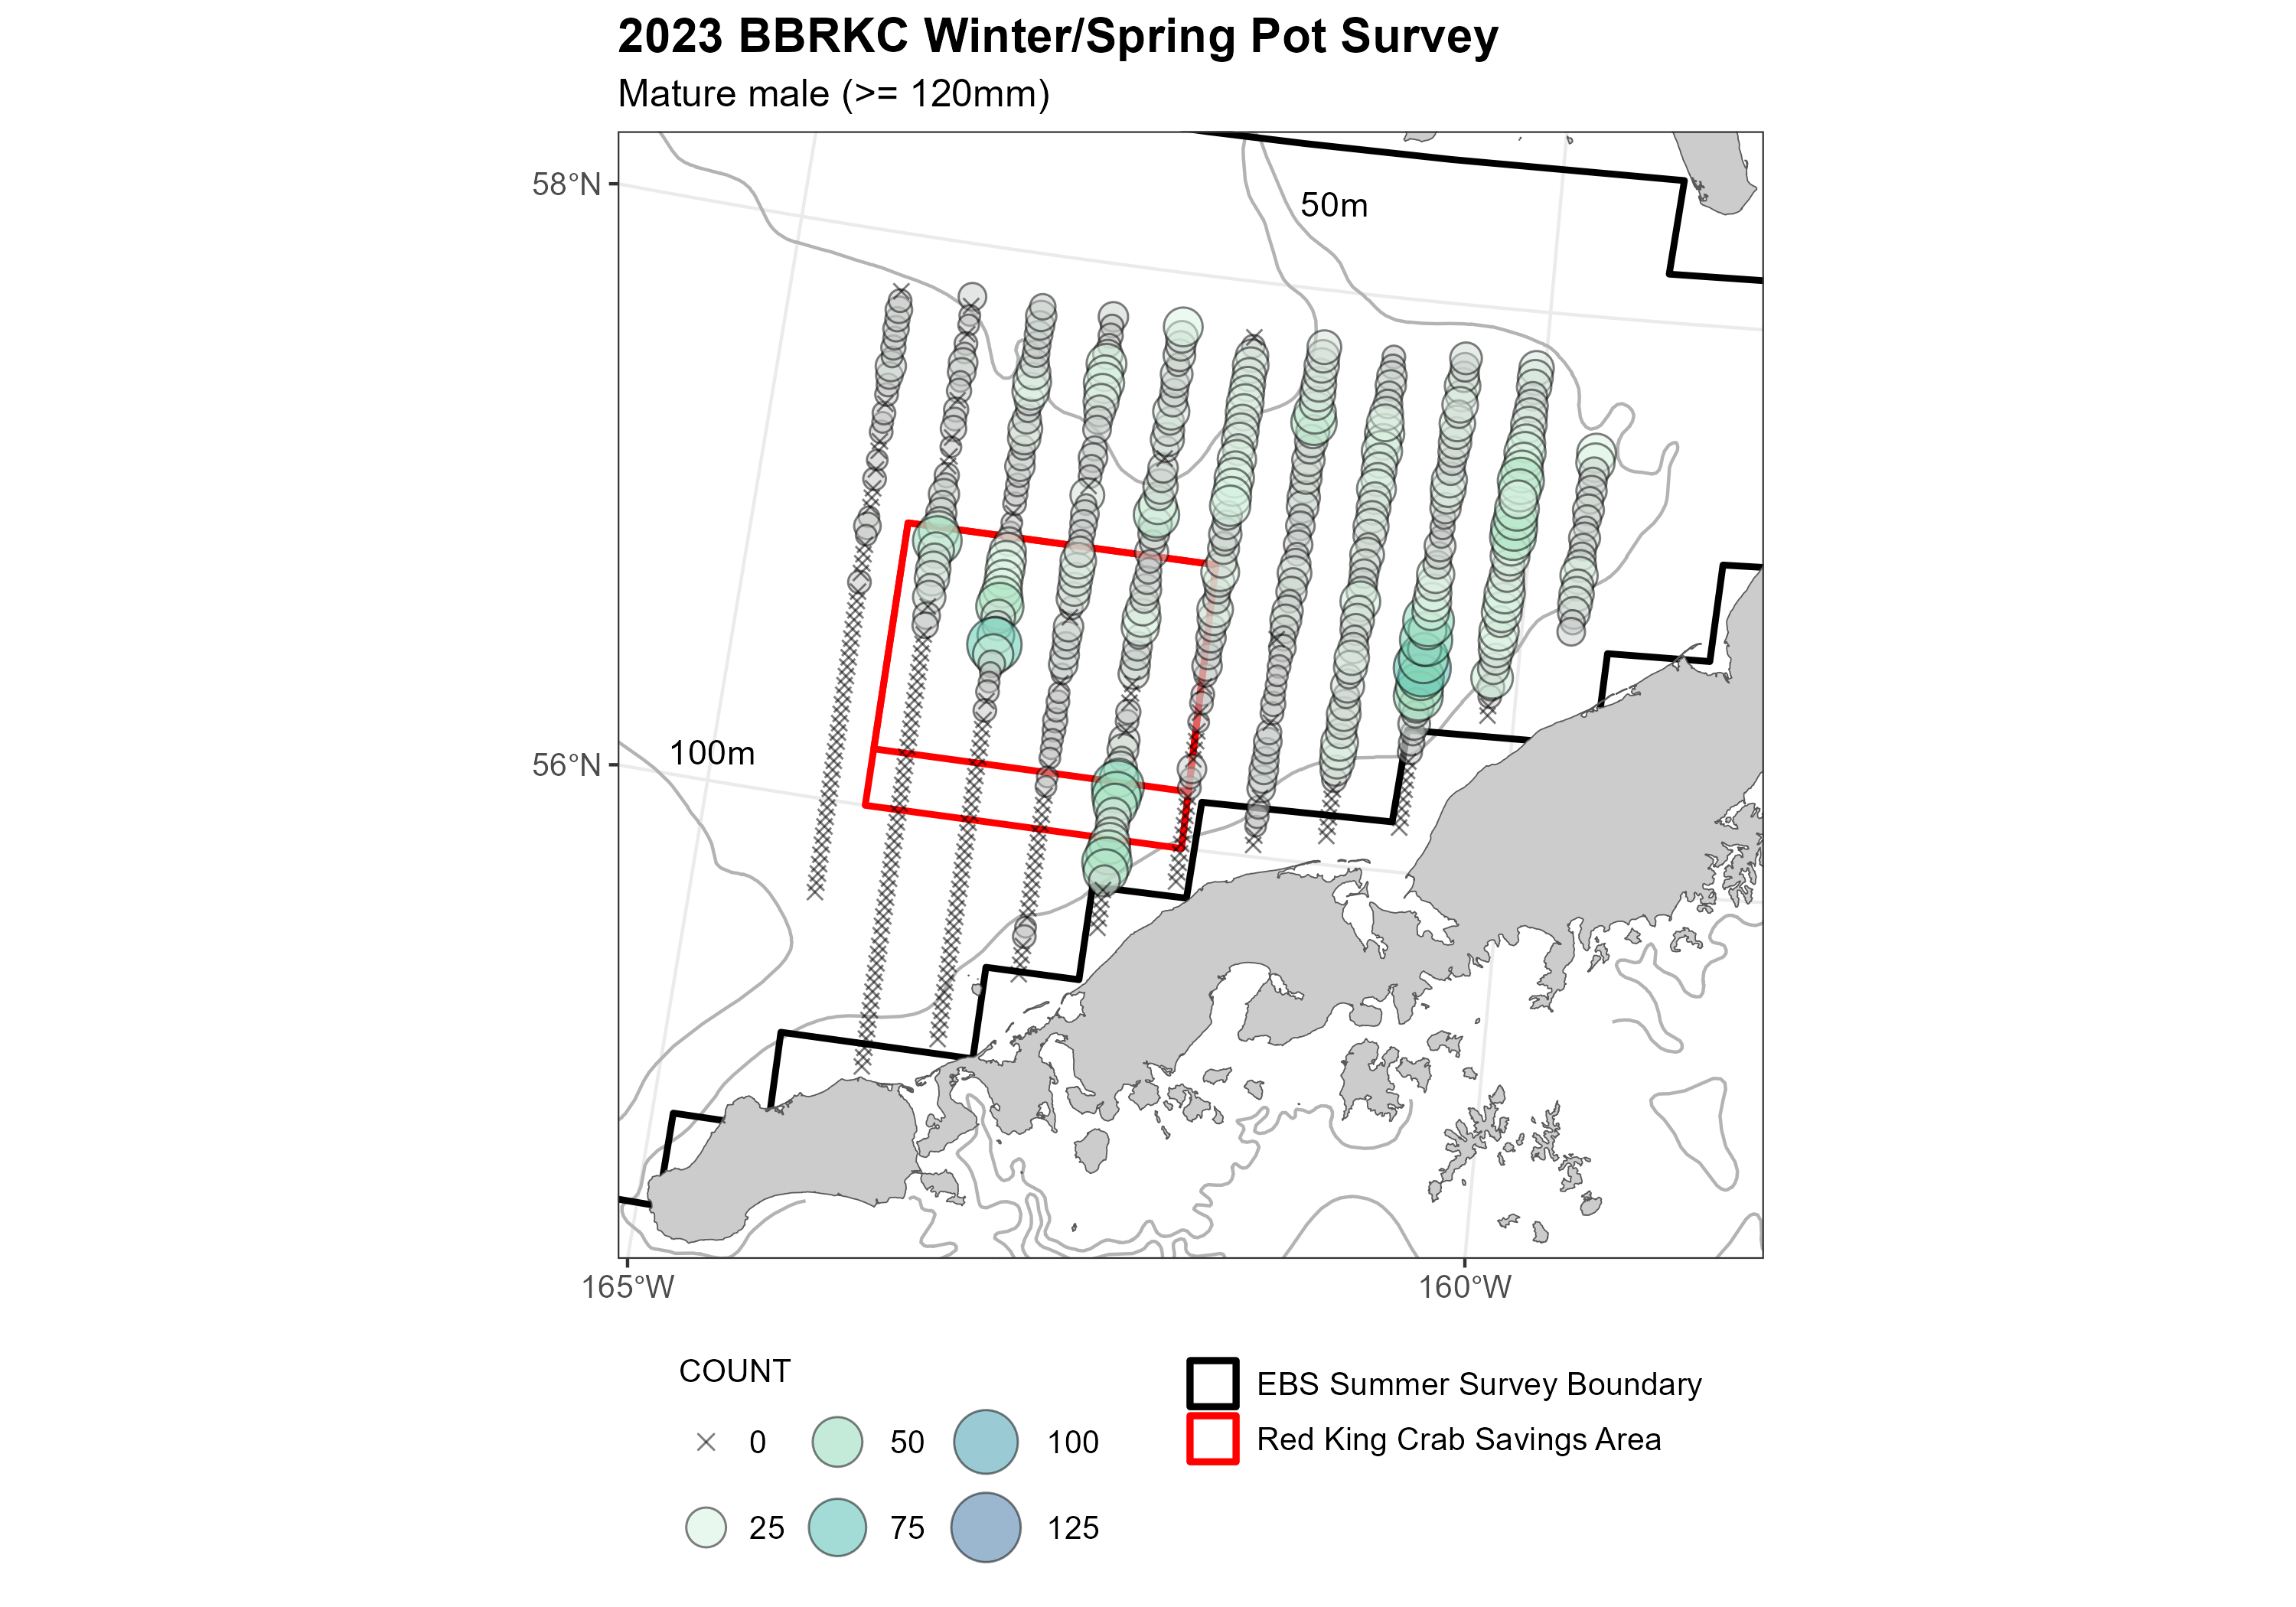 2023 BBRKC Winter/Spring Pot Survey
Mature male (>= 120mm)
58°N
50m
56°N
100m
165°W
160°W
COUNT
0
50
100
25
75
125
EBS Summer Survey Boundary
Red King Crab Savings Area